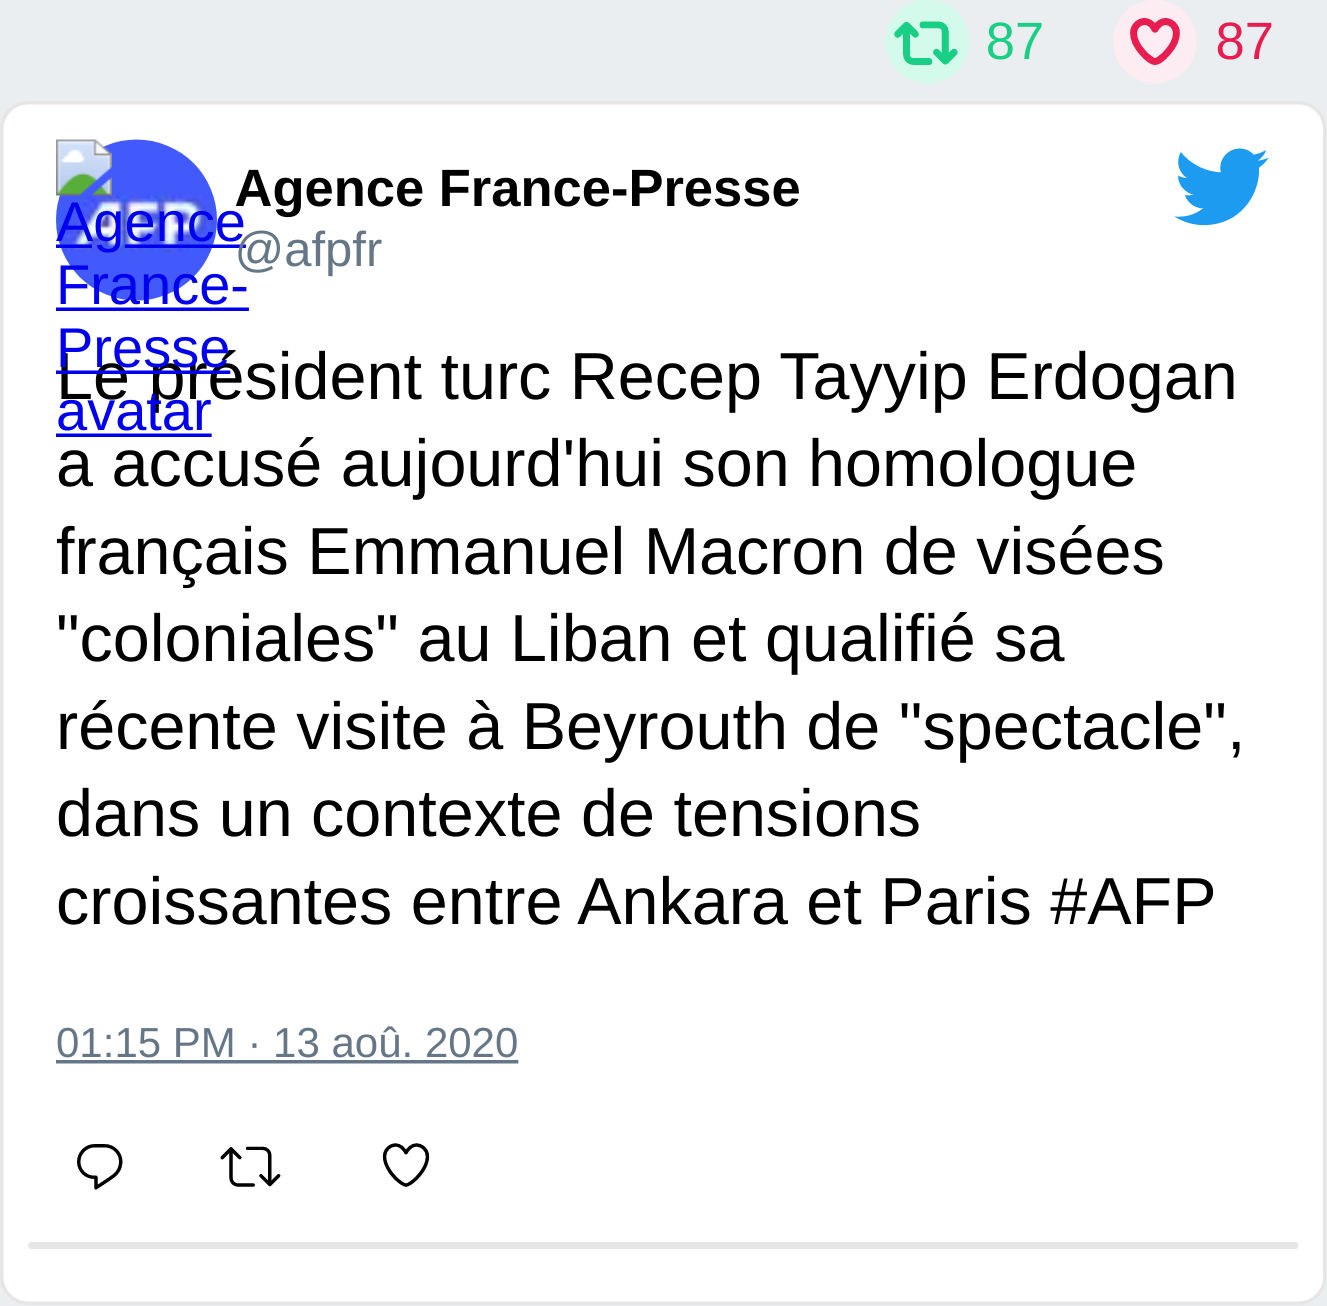 87 87
Agence France-Presse
@afpfr
AFP
Agence
France-
Presse
avatar
Le président turc Recep Tayyip Erdogan
a accusé aujourd'hui son homologue
français Emmanuel Macron de visées
"coloniales" au Liban et qualifié sa
récente visite à Beyrouth de "spectacle",
dans un contexte de tensions
croissantes entre Ankara et Paris #AFP
01:15 PM · 13 aoû. 2020